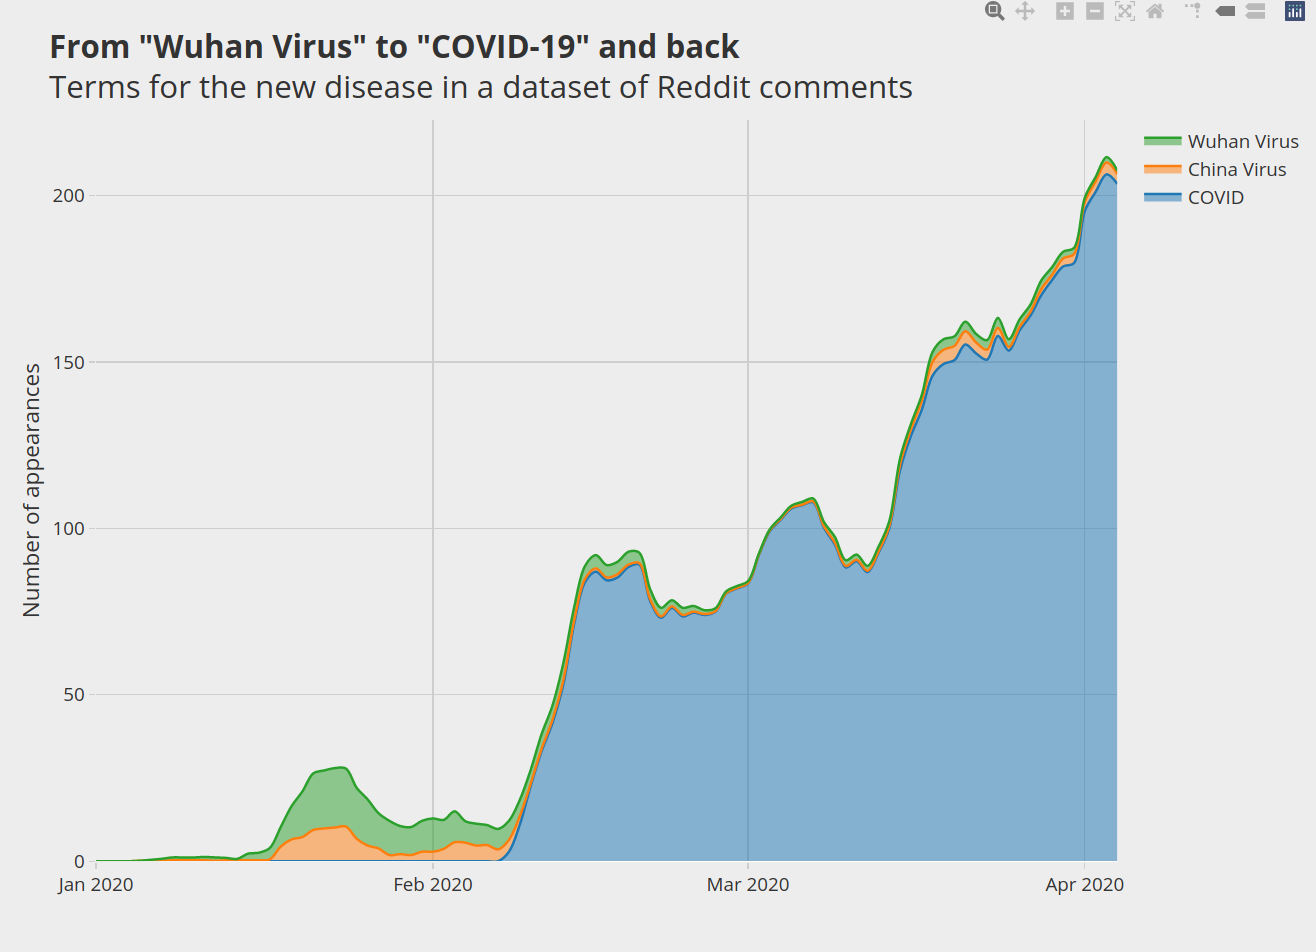 From "Wuhan Virus" to "COVID-19" and back
Terms for the new disease in a dataset of Reddit comments
Wuhan Virus
China Virus
COVID
Number of appearances
200
150
100
50
0
Jan 2020
Feb 2020
Mar 2020
Apr 2020